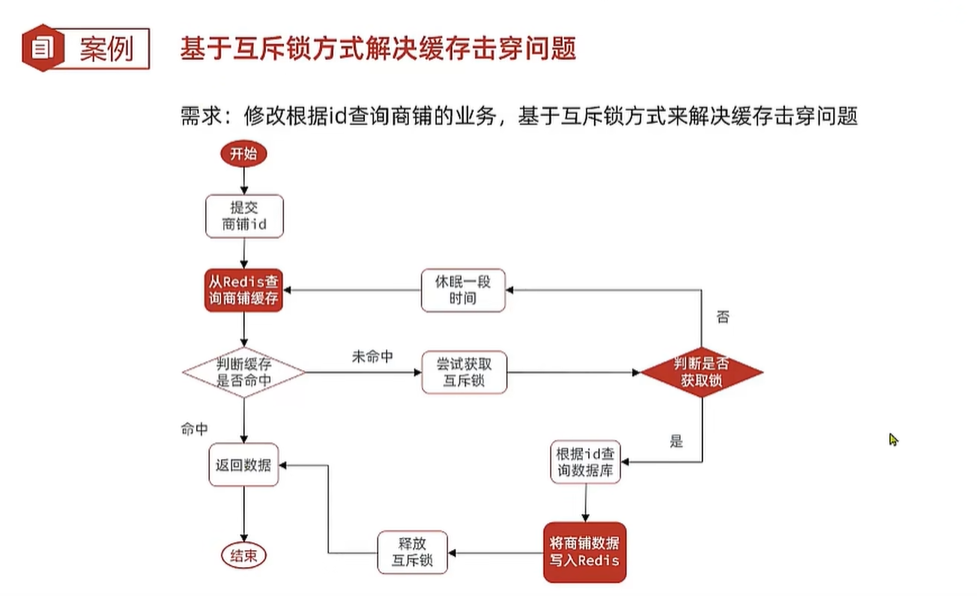 案例
基于互斥锁方式解决缓存击穿问题
需求：修改根据id查询商铺的业务，基于互斥锁方式来解决缓存击穿问题
开始
提交
商铺id
从Redis查
询商铺缓存
休眠一段
时间
否
判断缓存
是否命中
未命中
尝试获取
互斥锁
判断是否
获取锁
命中
是
返回数据
根据id查
询数据库
结束
释放
互斥锁
将商铺数据
写入Redis